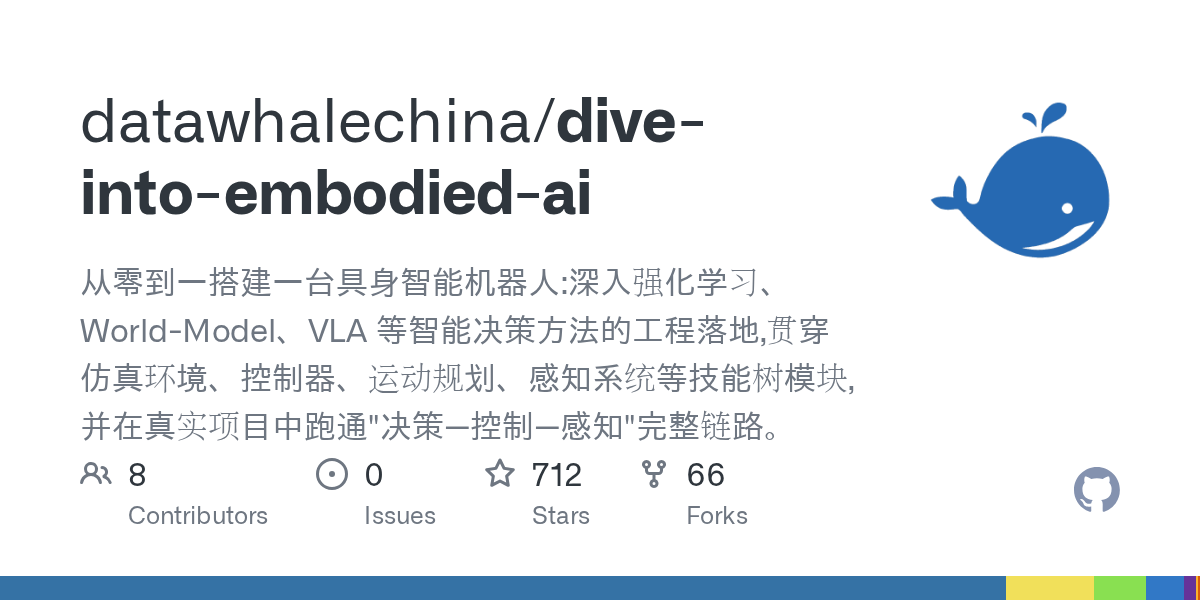 datawhalechina/dive-
into-embodied-ai
从零到一搭建一台具身智能机器人:深入强化学习、
World-Model、VLA 等智能决策方法的工程落地,贯穿
仿真环境、控制器、运动规划、感知系统等技能树模块,
并在真实项目中跑通"决策—控制—感知"完整链路。
8 0 712 66
Contributors Issues Stars Forks